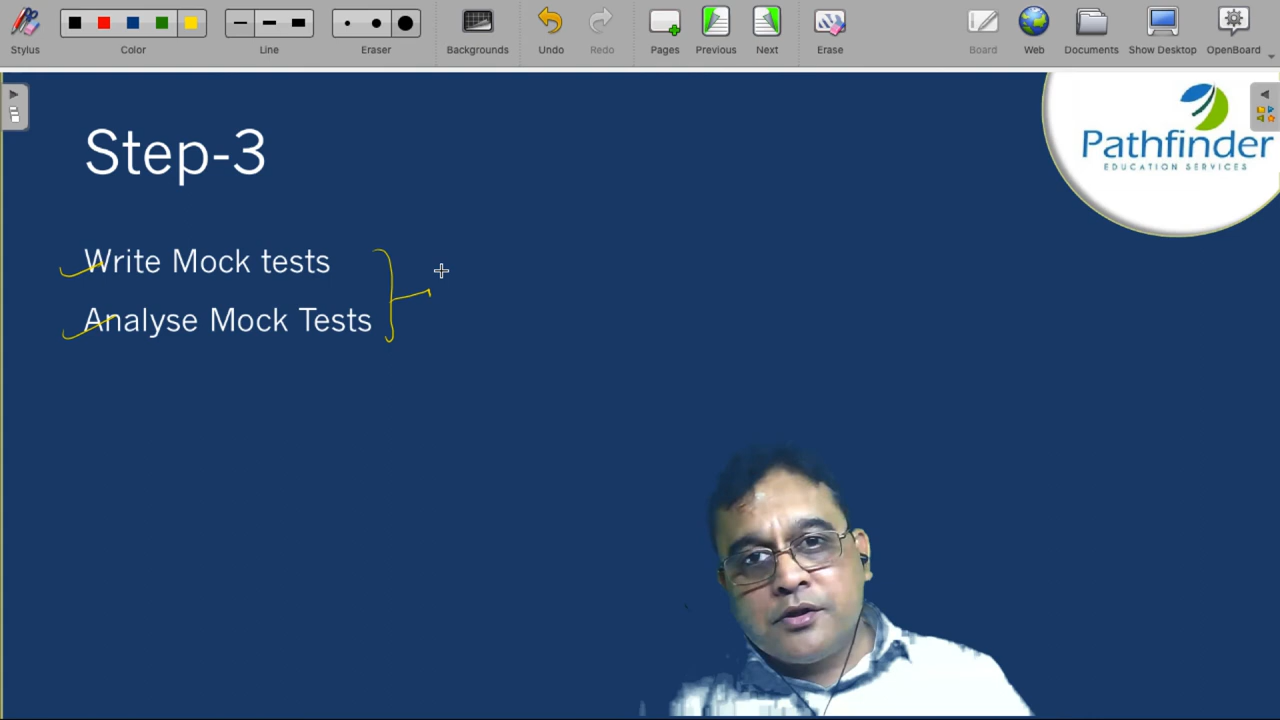 Stylus
Color
Line
Eraser
Backgrounds
Undo
Redo
Pages
Previous
Next
Erase
Board
Web
Documents
Show Desktop
OpenBoard
Pathfinder
EDUCATION SERVICES
Step-3
Write Mock tests
Analyse Mock Tests